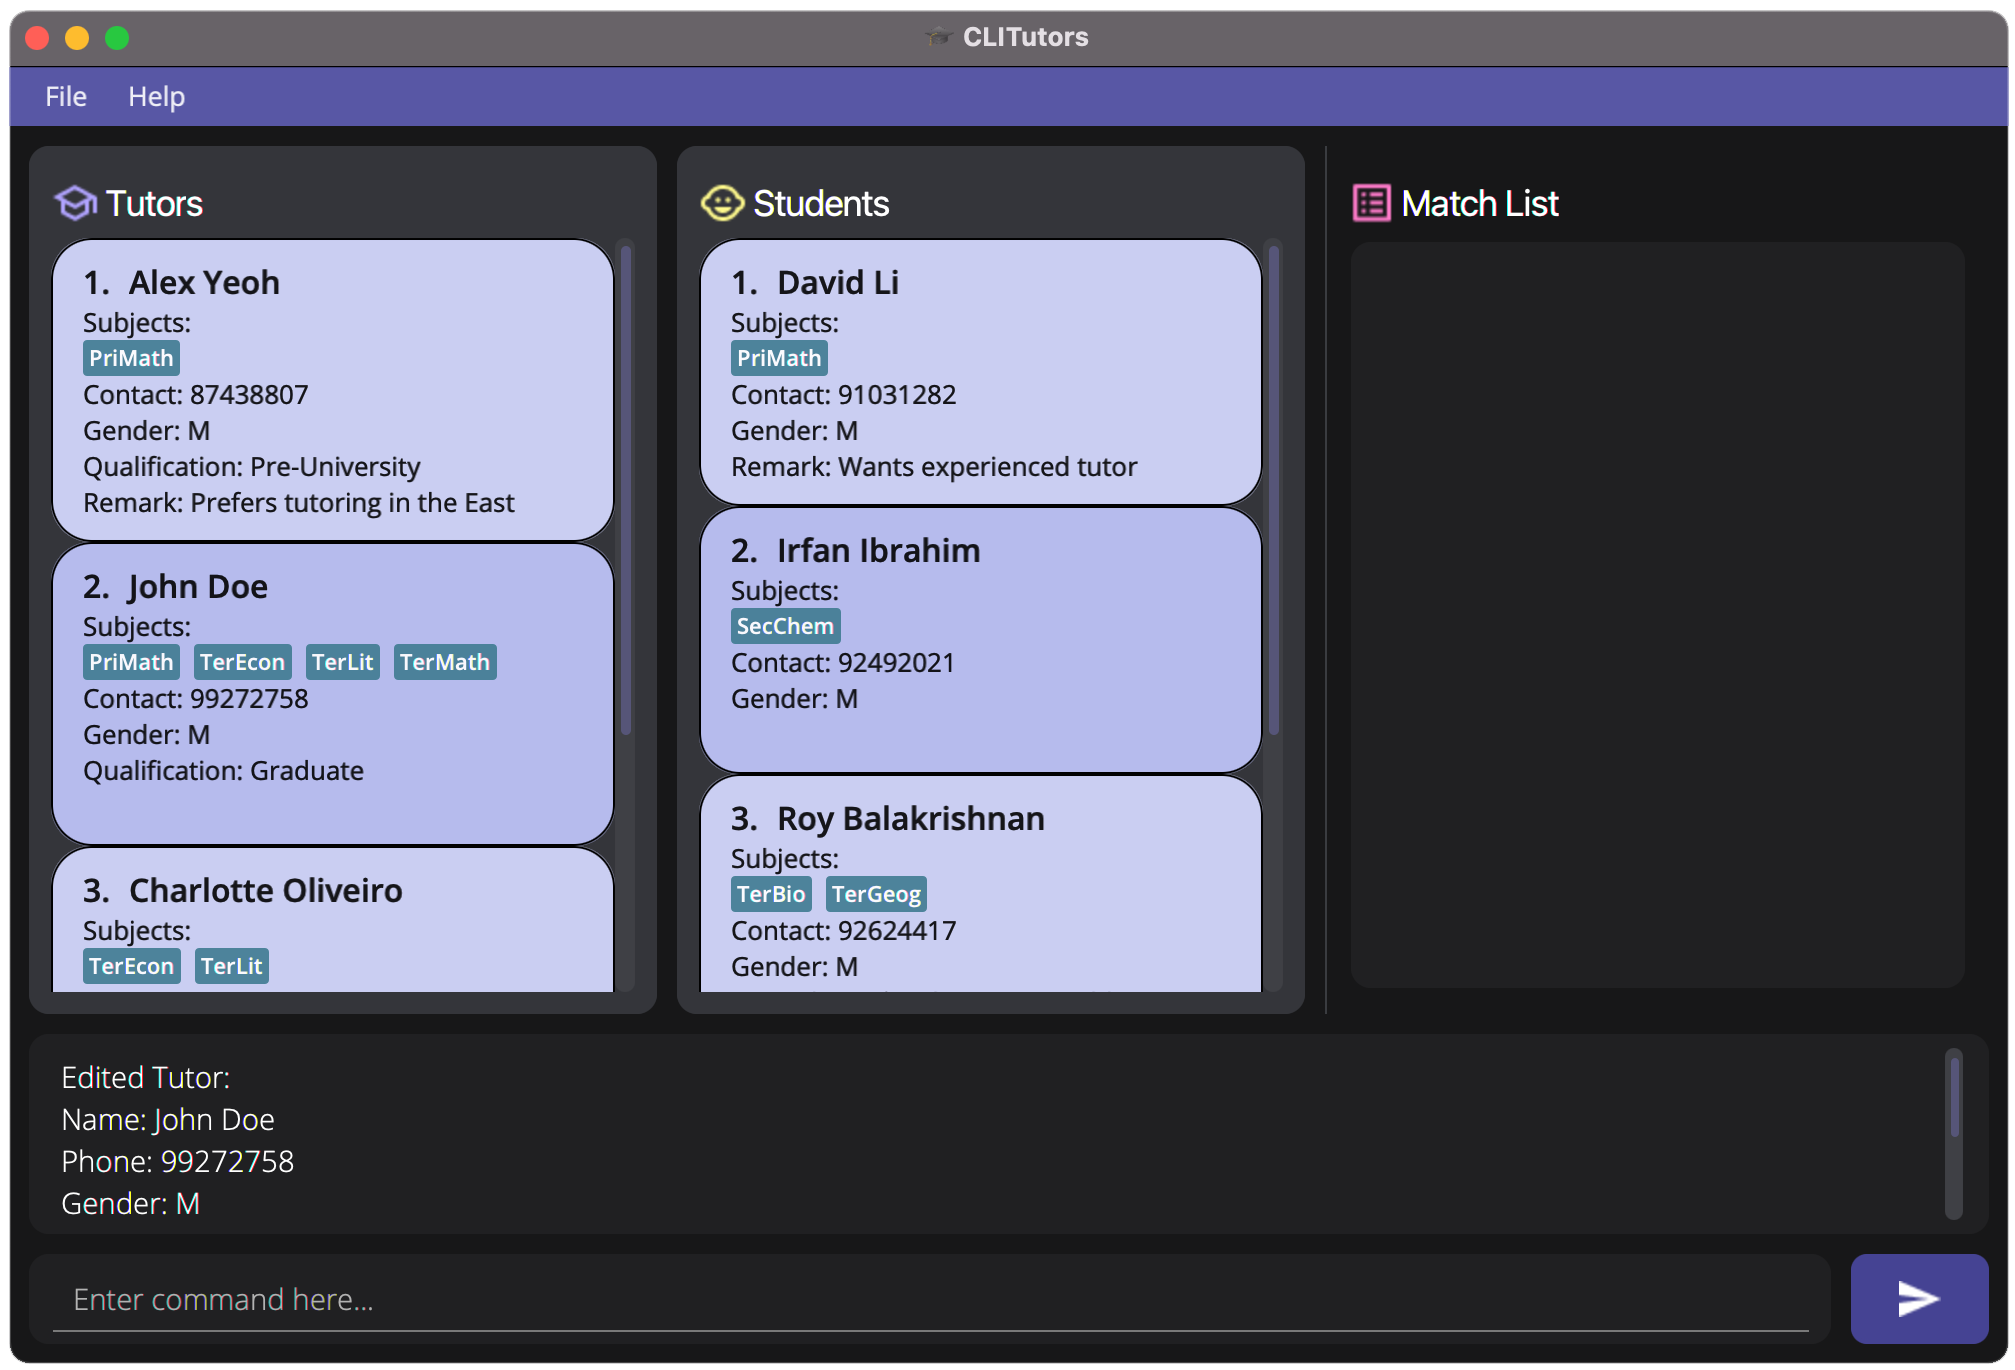 CLITutors
File Help
Tutors
1. Alex Yeoh
Subjects:
PriMath
Contact: 87438807
Gender: M
Qualification: Pre-University
Remark: Prefers tutoring in the East
2. John Doe
Subjects:
PriMath TerEcon TerLit TerMath
Contact: 99272758
Gender: M
Qualification: Graduate
3. Charlotte Oliveiro
Subjects:
TerEcon TerLit
Students
1. David Li
Subjects:
PriMath
Contact: 91031282
Gender: M
Remark: Wants experienced tutor
2. Irfan Ibrahim
Subjects:
SecChem
Contact: 92492021
Gender: M
3. Roy Balakrishnan
Subjects:
TerBio TerGeog
Contact: 92624417
Gender: M
Match List
Edited Tutor:
Name: John Doe
Phone: 99272758
Gender: M
Enter command here...